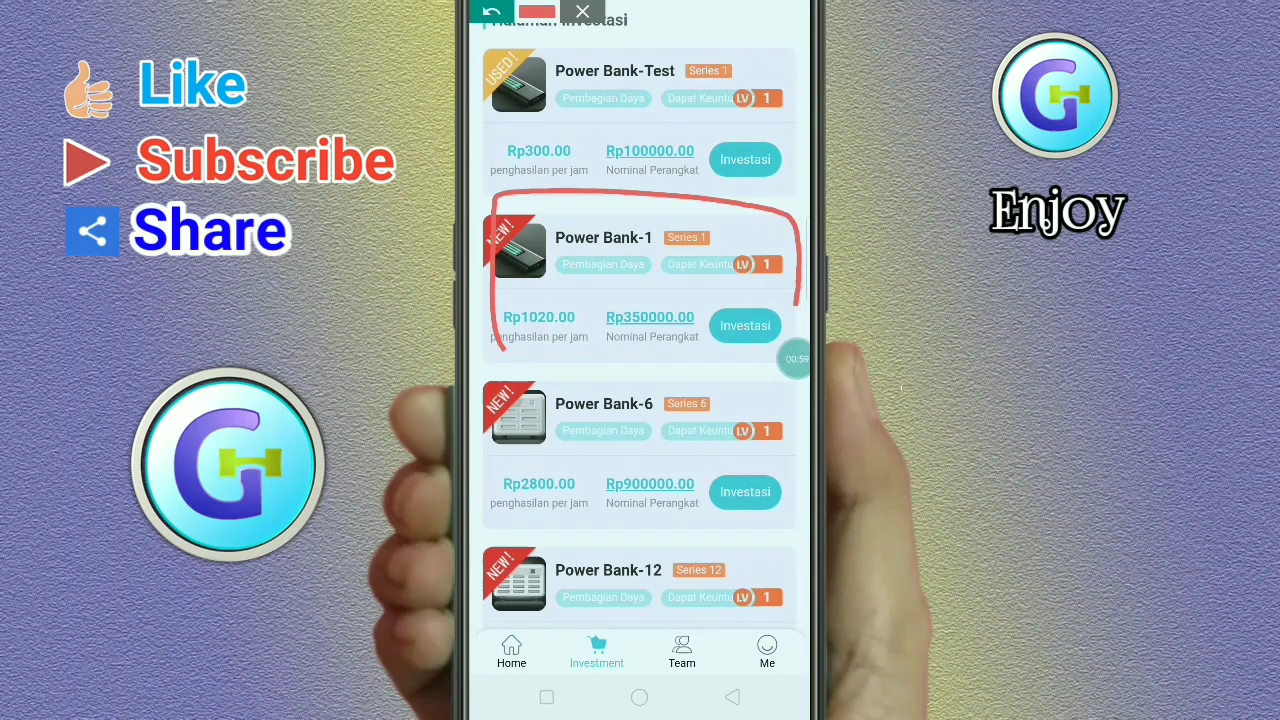 Like
Subscribe
Share
Enjoy
USED!
Power Bank-Test Series 1
Pembagian Daya Dapat Keuntu LV 1
Rp300.00 Rp100000.00 Investasi
penghasilan per jam Nominal Perangkat
NEW!
Power Bank-1 Series 1
Pembagian Daya Dapat Keuntu LV 1
Rp1020.00 Rp350000.00 Investasi
penghasilan per jam Nominal Perangkat
00:59
NEW!
Power Bank-6 Series 6
Pembagian Daya Dapat Keuntu LV 1
Rp2800.00 Rp900000.00 Investasi
penghasilan per jam Nominal Perangkat
NEW!
Power Bank-12 Series 12
Pembagian Daya Dapat Keuntu LV 1
Home Investment Team Me